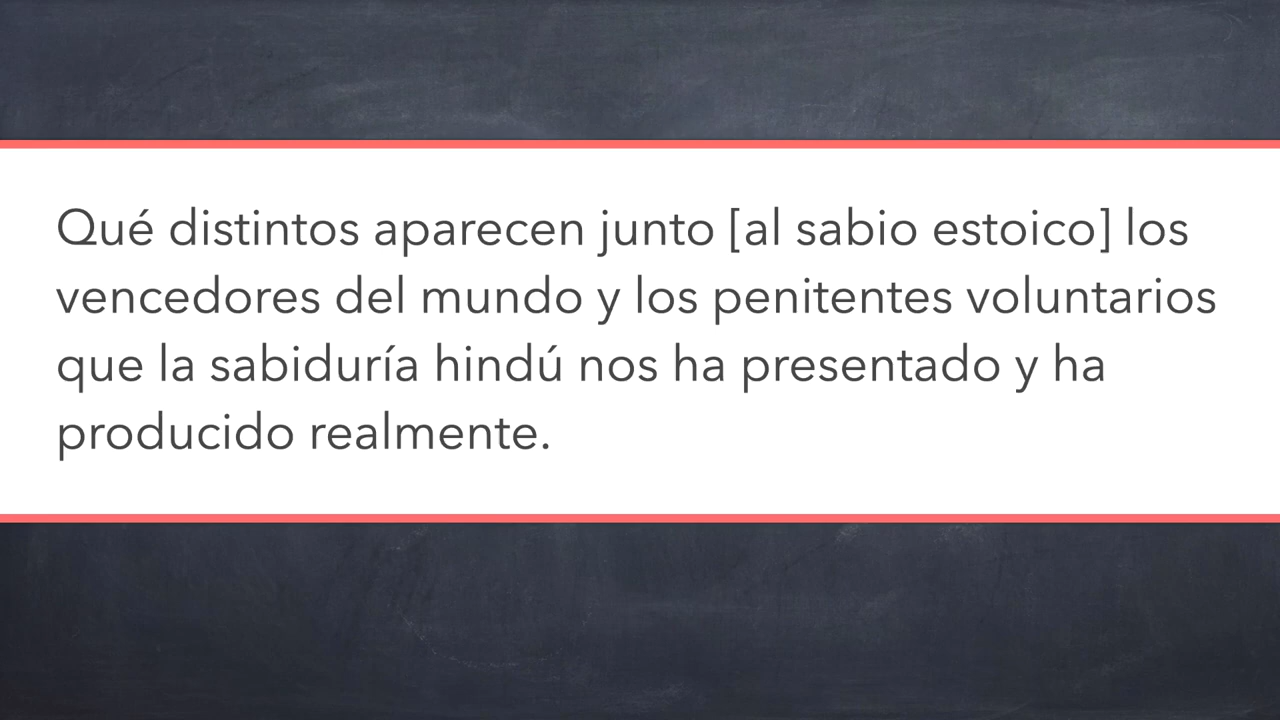 Qué distintos aparecen junto [al sabio estoico] los
vencedores del mundo y los penitentes voluntarios
que la sabiduría hindú nos ha presentado y ha
producido realmente.